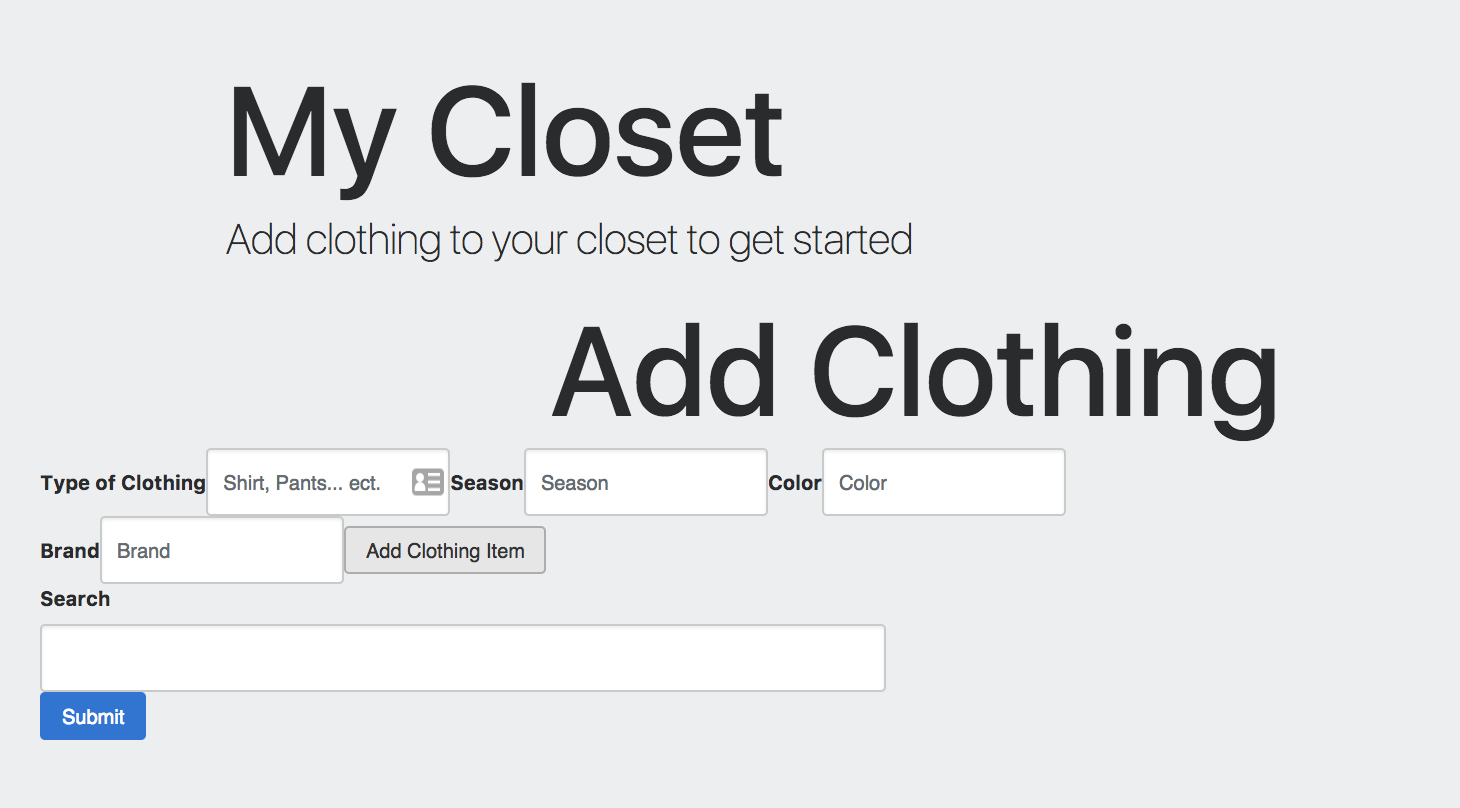 My Closet
Add clothing to your closet to get started
Add Clothing
Type of Clothing Shirt, Pants... ect. Season Season Color Color
Brand Brand Add Clothing Item
Search
Submit